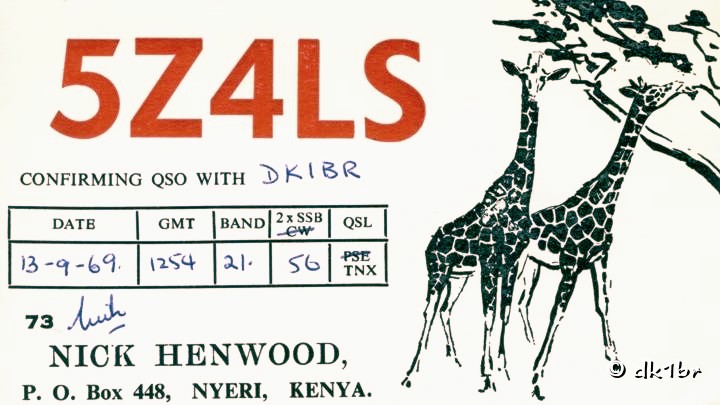 5Z4LS
CONFIRMING QSO WITH DK1BR
DATE GMT BAND 2 x SSB CW QSL
13-9-69. 1254 21. 56 PSE TNX
73 Nick
NICK HENWOOD,
P. O. Box 448, NYERI, KENYA.
© dk1br